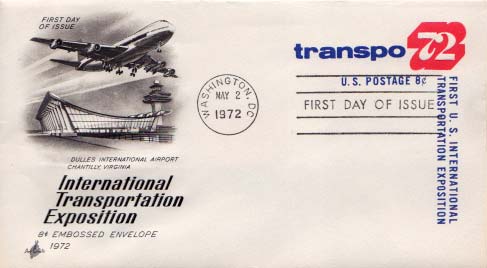 FIRST DAY
OF ISSUE
DULLES INTERNATIONAL AIRPORT
CHANTILLY, VIRGINIA
International
Transportation
Exposition
8¢ EMBOSSED ENVELOPE
1972
WASHINGTON, DC
MAY 2
1972
FIRST DAY OF ISSUE
transpo 72
U.S. POSTAGE 8¢
FIRST U.S. INTERNATIONAL
TRANSPORTATION EXPOSITION